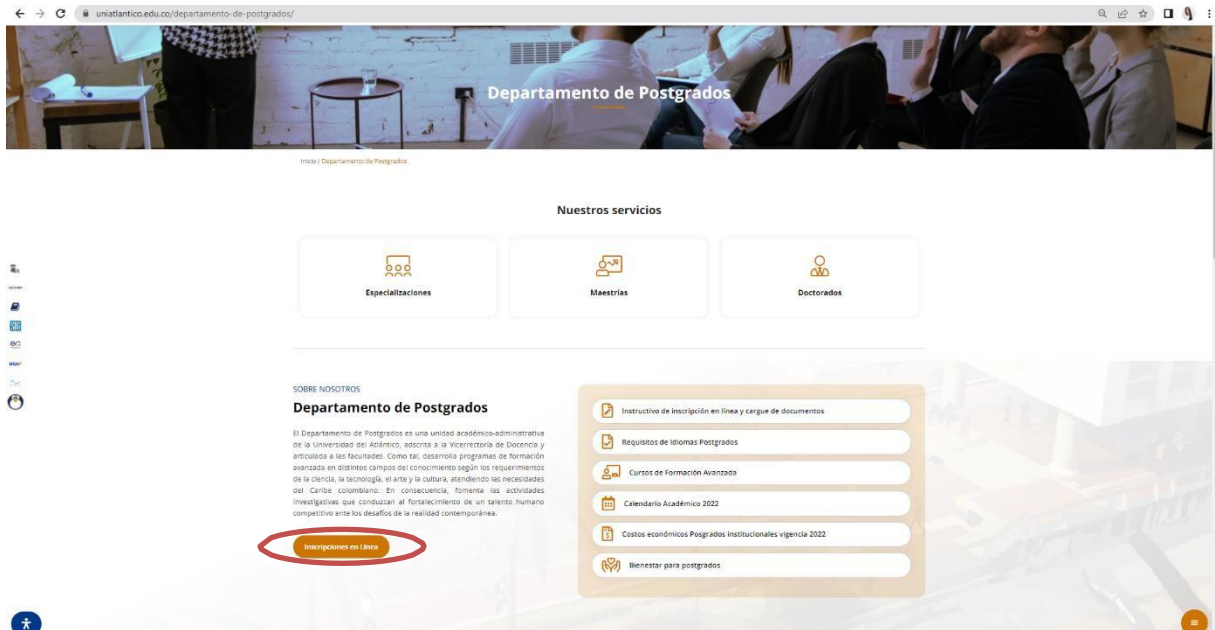 uniatlantico.edu.co/departamento-de-postgrados/
Departamento de Postgrados
Inicio / Departamento de Postgrados
Nuestros servicios
Especializaciones
Maestrías
Doctorados
SOBRE NOSOTROS
Departamento de Postgrados
El Departamento de Postgrados es una unidad académico-administrativa
de la Universidad del Atlántico, adscrita a la Vicerrectoría de Docencia y
articulada a las facultades. Como tal, desarrolla programas de formación
avanzada en distintos campos del conocimiento según los requerimientos
de la ciencia, la tecnología, el arte y la cultura, atendiendo las necesidades
del Caribe colombiano. En consecuencia, fomenta las actividades
investigativas que conduzcan al fortalecimiento de un talento humano
competitivo ante los desafíos de la realidad contemporánea.
Inscripciones en Línea
Instructivo de inscripción en línea y cargue de documentos
Requisitos de Idiomas Postgrados
Cursos de Formación Avanzada
Calendario Académico 2022
Costos económicos Posgrados institucionales vigencia 2022
Bienestar para postgrados